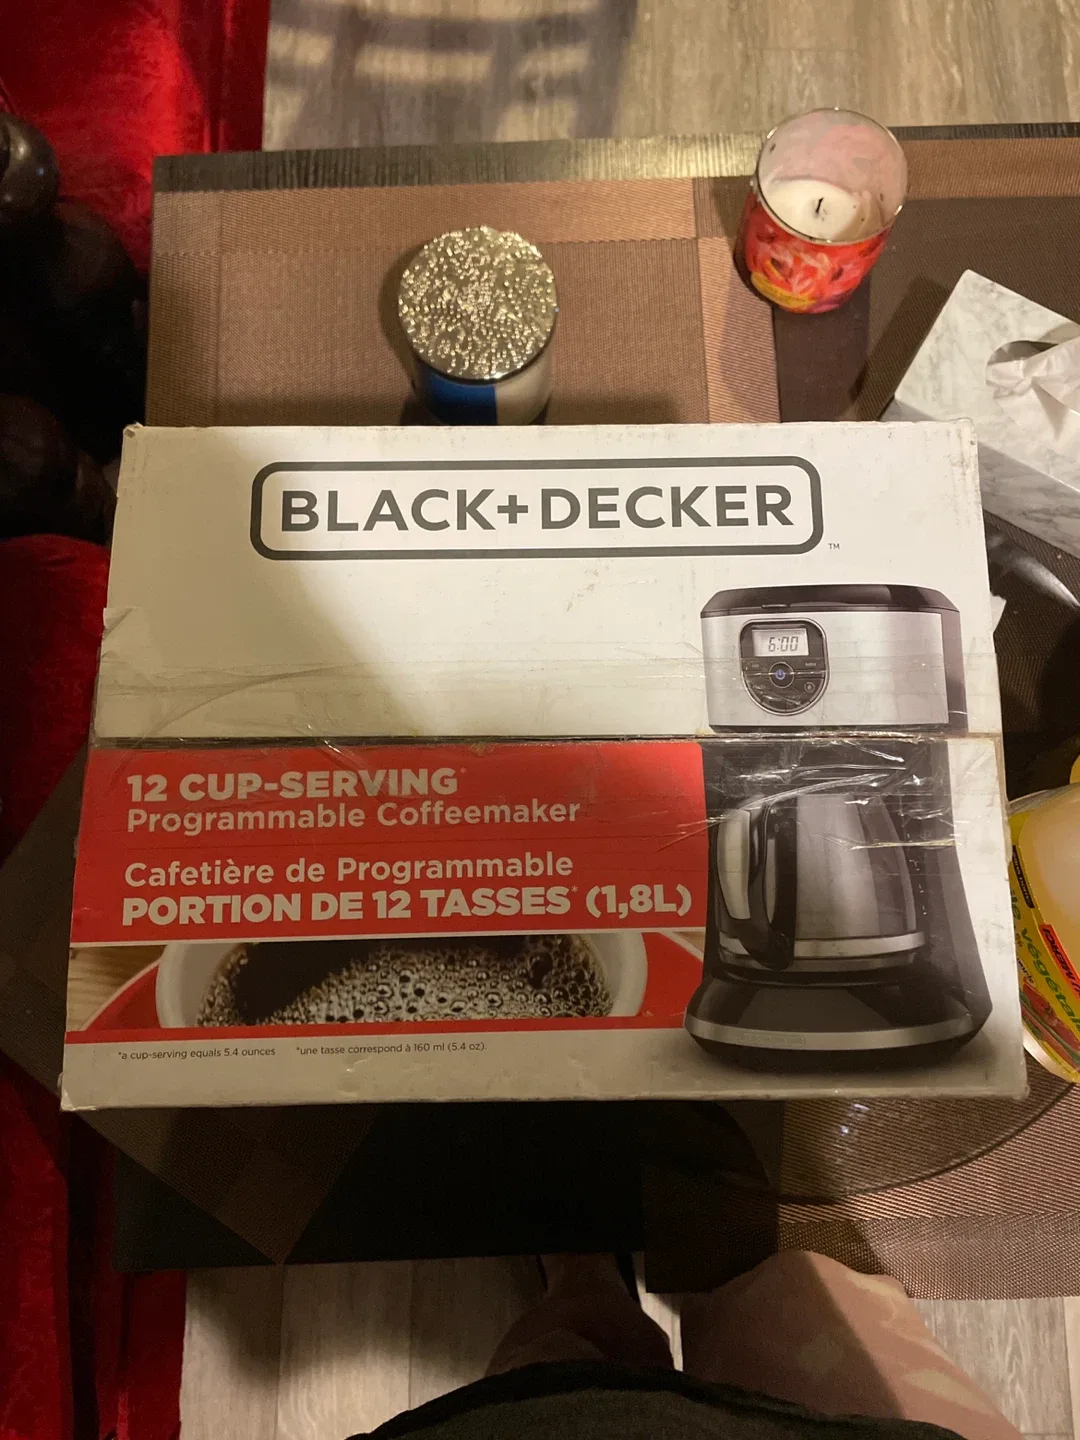 BLACK+DECKER
™
6:00
12 CUP-SERVING*
Programmable Coffeemaker
Cafetière de Programmable
PORTION DE 12 TASSES* (1,8L)
*a cup-serving equals 5.4 ounces
*une tasse correspond à 160 ml (5.4 oz).